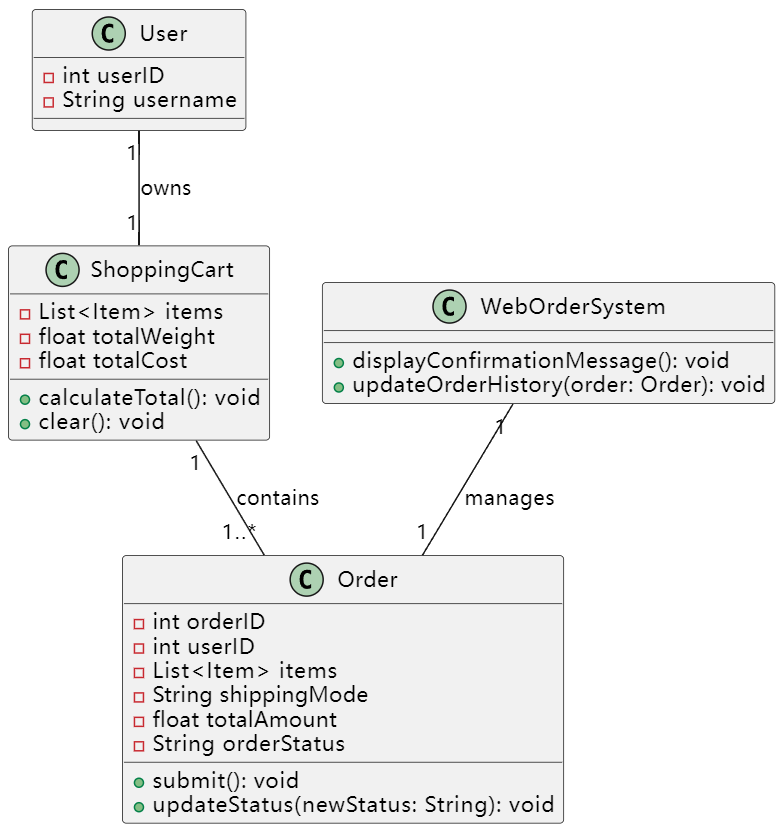 C User
int userID
String username
1
owns
1
C ShoppingCart
List<Item> items
float totalWeight
float totalCost
calculateTotal(): void
clear(): void
C WebOrderSystem
displayConfirmationMessage(): void
updateOrderHistory(order: Order): void
1
contains
1..*
1
manages
1
C Order
int orderID
int userID
List<Item> items
String shippingMode
float totalAmount
String orderStatus
submit(): void
updateStatus(newStatus: String): void